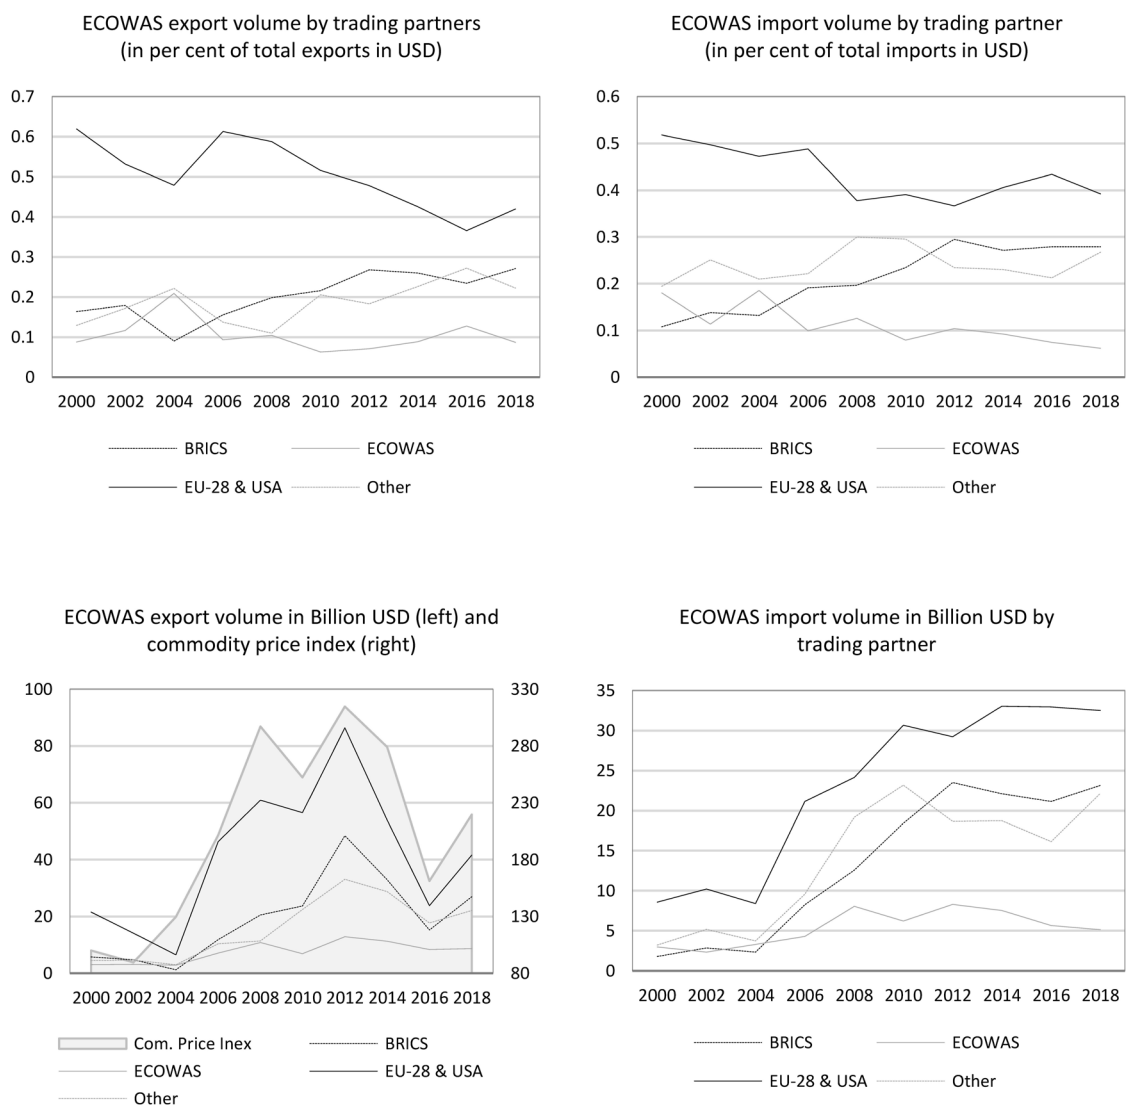 ECOWAS export volume by trading partners
(in per cent of total exports in USD)
0.7
0.6
0.5
0.4
0.3
0.2
0.1
0
2000 2002 2004 2006 2008 2010 2012 2014 2016 2018
BRICS ECOWAS
EU-28 & USA Other
ECOWAS import volume by trading partner
(in per cent of total imports in USD)
0.6
0.5
0.4
0.3
0.2
0.1
0
2000 2002 2004 2006 2008 2010 2012 2014 2016 2018
BRICS ECOWAS
EU-28 & USA Other
ECOWAS export volume in Billion USD (left) and
commodity price index (right)
100 330
80 280
60 230
40 180
20 130
0 80
2000 2002 2004 2006 2008 2010 2012 2014 2016 2018
Com. Price Inex BRICS
ECOWAS EU-28 & USA
Other
ECOWAS import volume in Billion USD by
trading partner
35
30
25
20
15
10
5
0
2000 2002 2004 2006 2008 2010 2012 2014 2016 2018
BRICS ECOWAS
EU-28 & USA Other